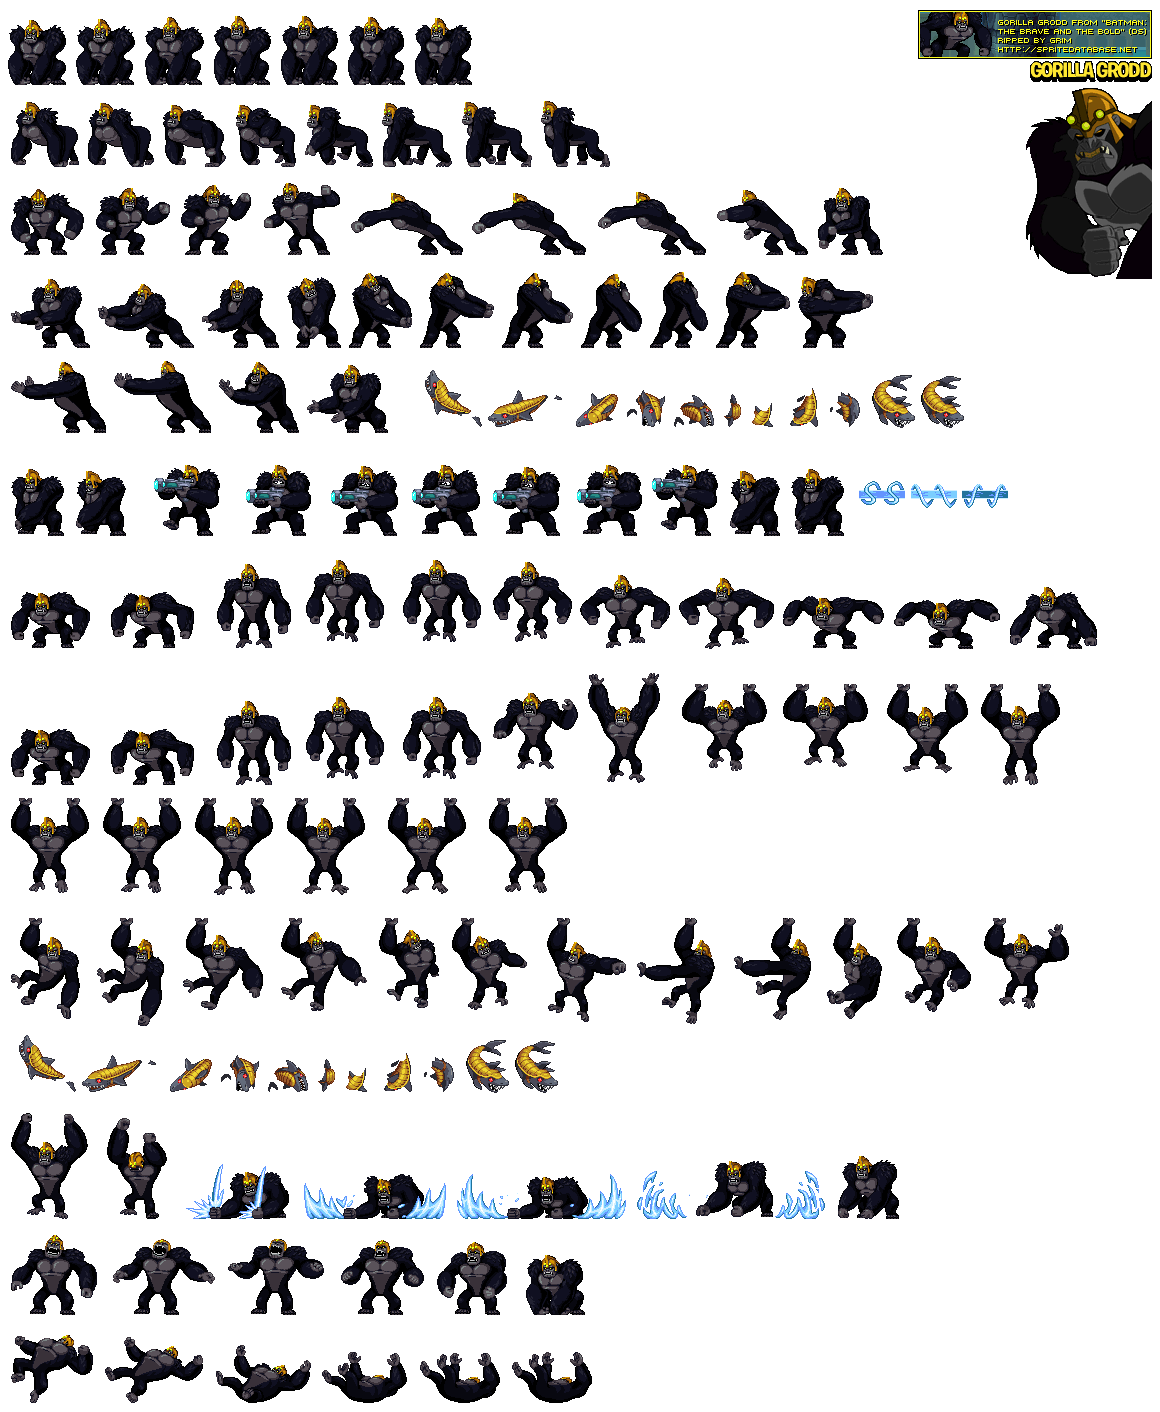 GORILLA GRODD FROM "BATMAN:
THE BRAVE AND THE BOLD" (DS)
RIPPED BY GRIM
HTTP://SPRITEDATABASE.NET
GORILLA GRODD